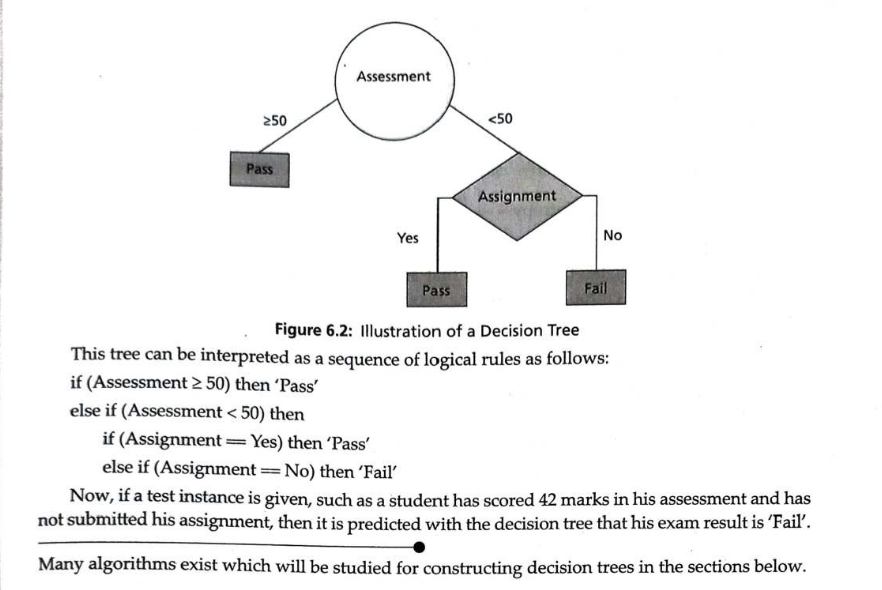 Assessment
≥50
<50
Pass
Assignment
Yes
No
Pass
Fail
Figure 6.2: Illustration of a Decision Tree
This tree can be interpreted as a sequence of logical rules as follows:
if (Assessment ≥ 50) then ‘Pass’
else if (Assessment < 50) then
if (Assignment == Yes) then ‘Pass’
else if (Assignment == No) then ‘Fail’
Now, if a test instance is given, such as a student has scored 42 marks in his assessment and has
not submitted his assignment, then it is predicted with the decision tree that his exam result is ‘Fail’.
Many algorithms exist which will be studied for constructing decision trees in the sections below.